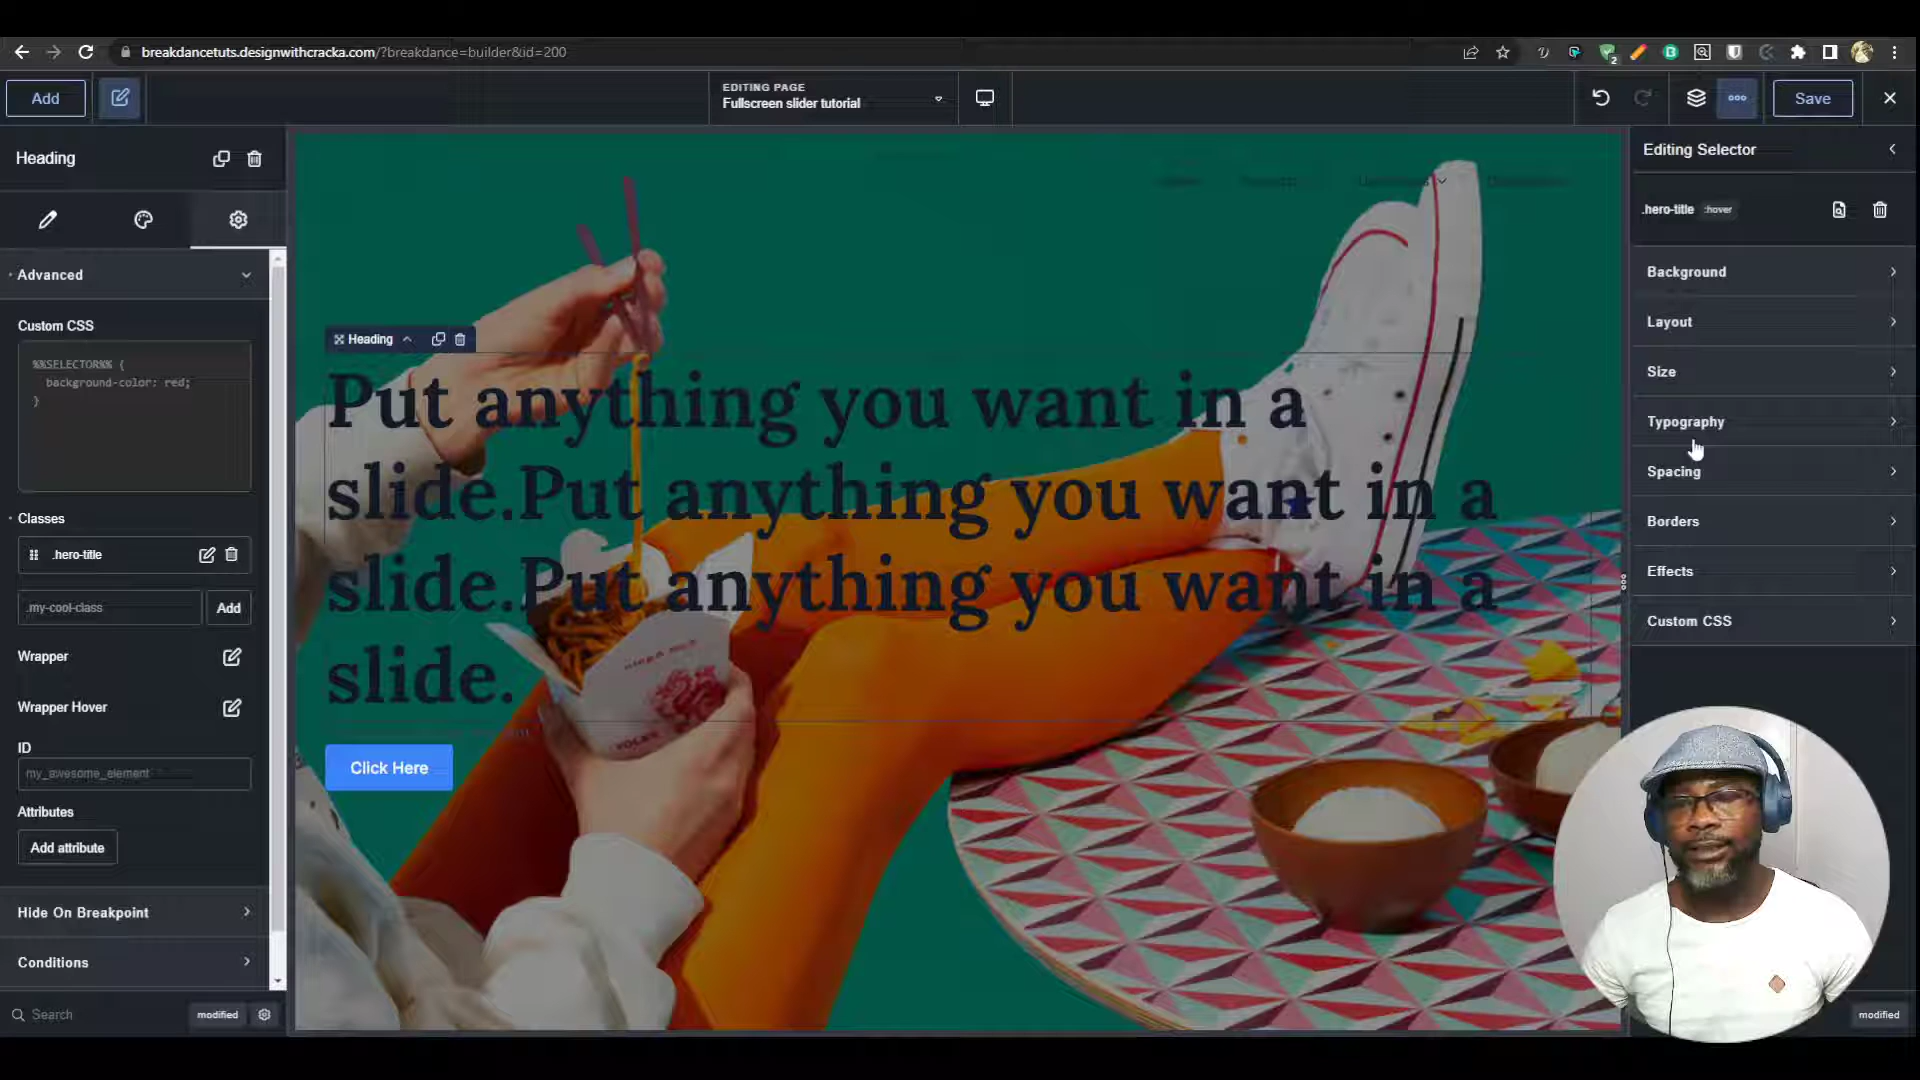 breakdancetuts.designwithcracka.com/?breakdance=builder&id=200
2
Add
EDITING PAGE
Fullscreen slider tutorial
Save
Heading
Advanced
Custom CSS
%%SELECTOR%% {
background-color: red;
}
Classes
.hero-title
.my-cool-class
Add
Wrapper
Wrapper Hover
ID
my_awesome_element
Attributes
Add attribute
Hide On Breakpoint
Conditions
Search
modified
Heading
Put anything you want in a
slide.Put anything you want in a
slide.Put anything you want in a
slide.
Click Here
Editing Selector
.hero-title :hover
Background
Layout
Size
Typography
Spacing
Borders
Effects
Custom CSS
modified